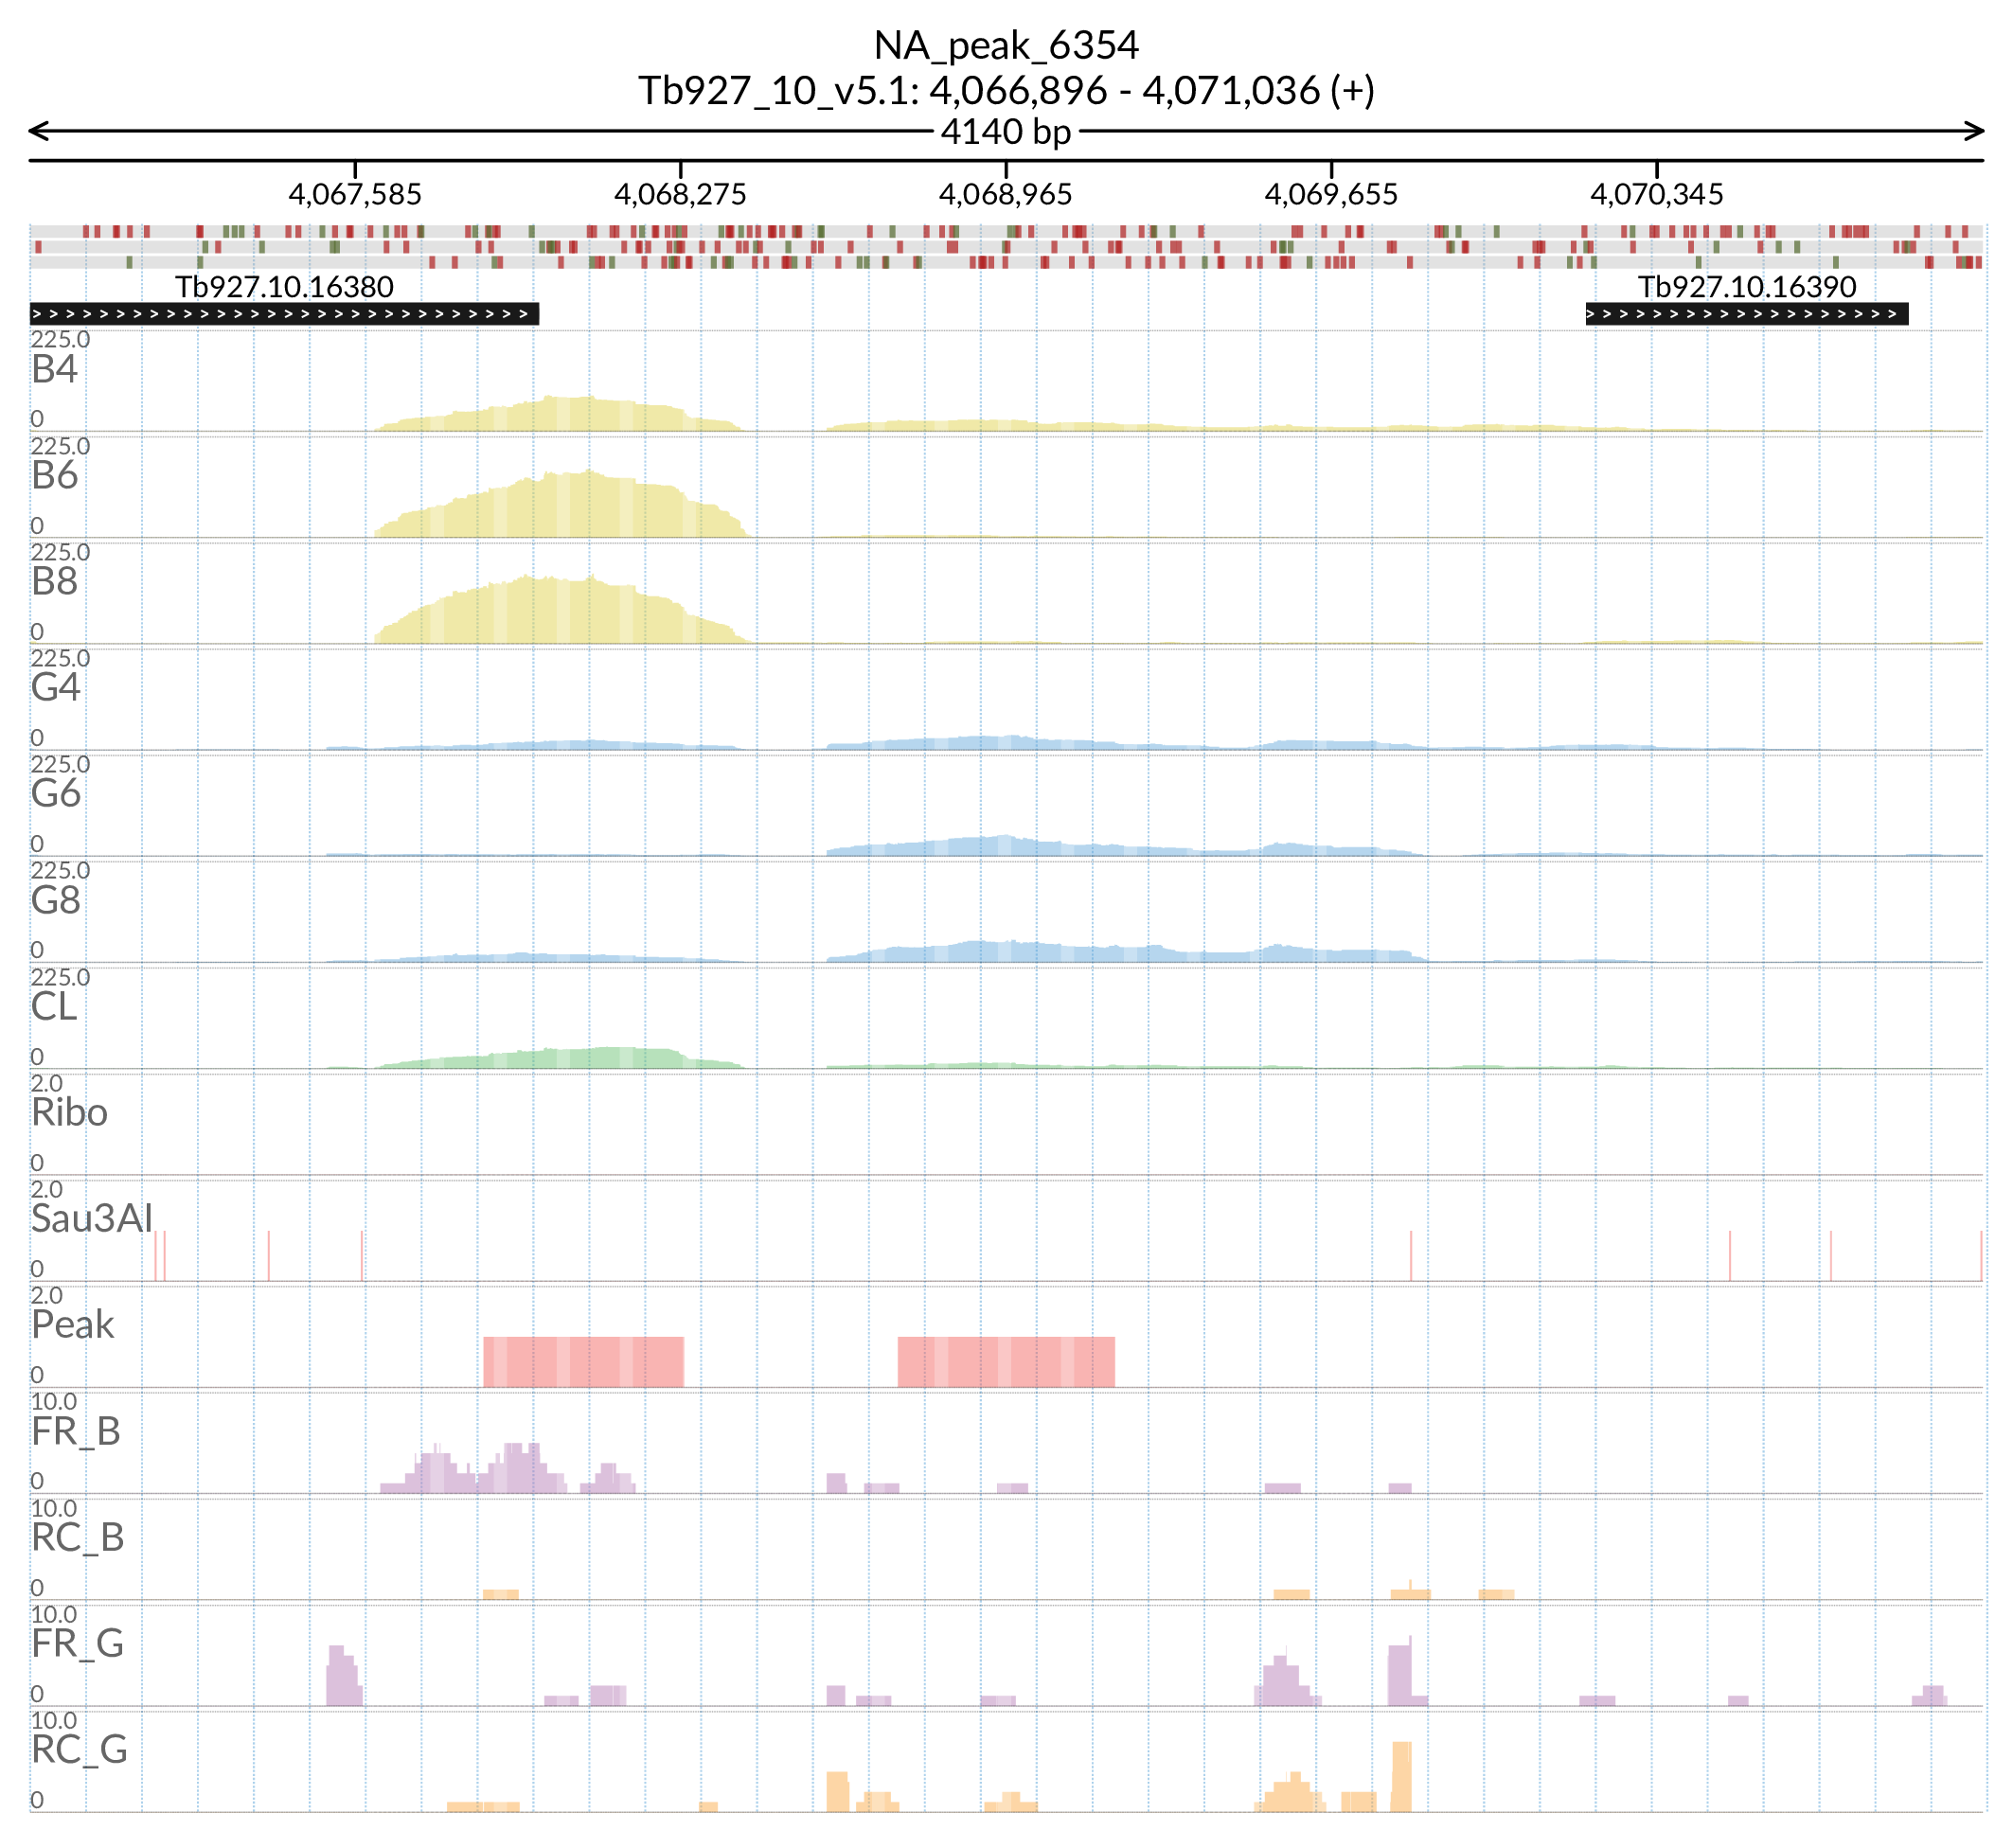 NA_peak_6354
Tb927_10_v5.1: 4,066,896 - 4,071,036 (+)
4140 bp
4,067,585 4,068,275 4,068,965 4,069,655 4,070,345
Tb927.10.16380 Tb927.10.16390
225.0
B4
0
225.0
B6
0
225.0
B8
0
225.0
G4
0
225.0
G6
0
225.0
G8
0
225.0
CL
0
2.0
Ribo
0
2.0
Sau3AI
0
2.0
Peak
0
10.0
FR_B
0
10.0
RC_B
0
10.0
FR_G
0
10.0
RC_G
0